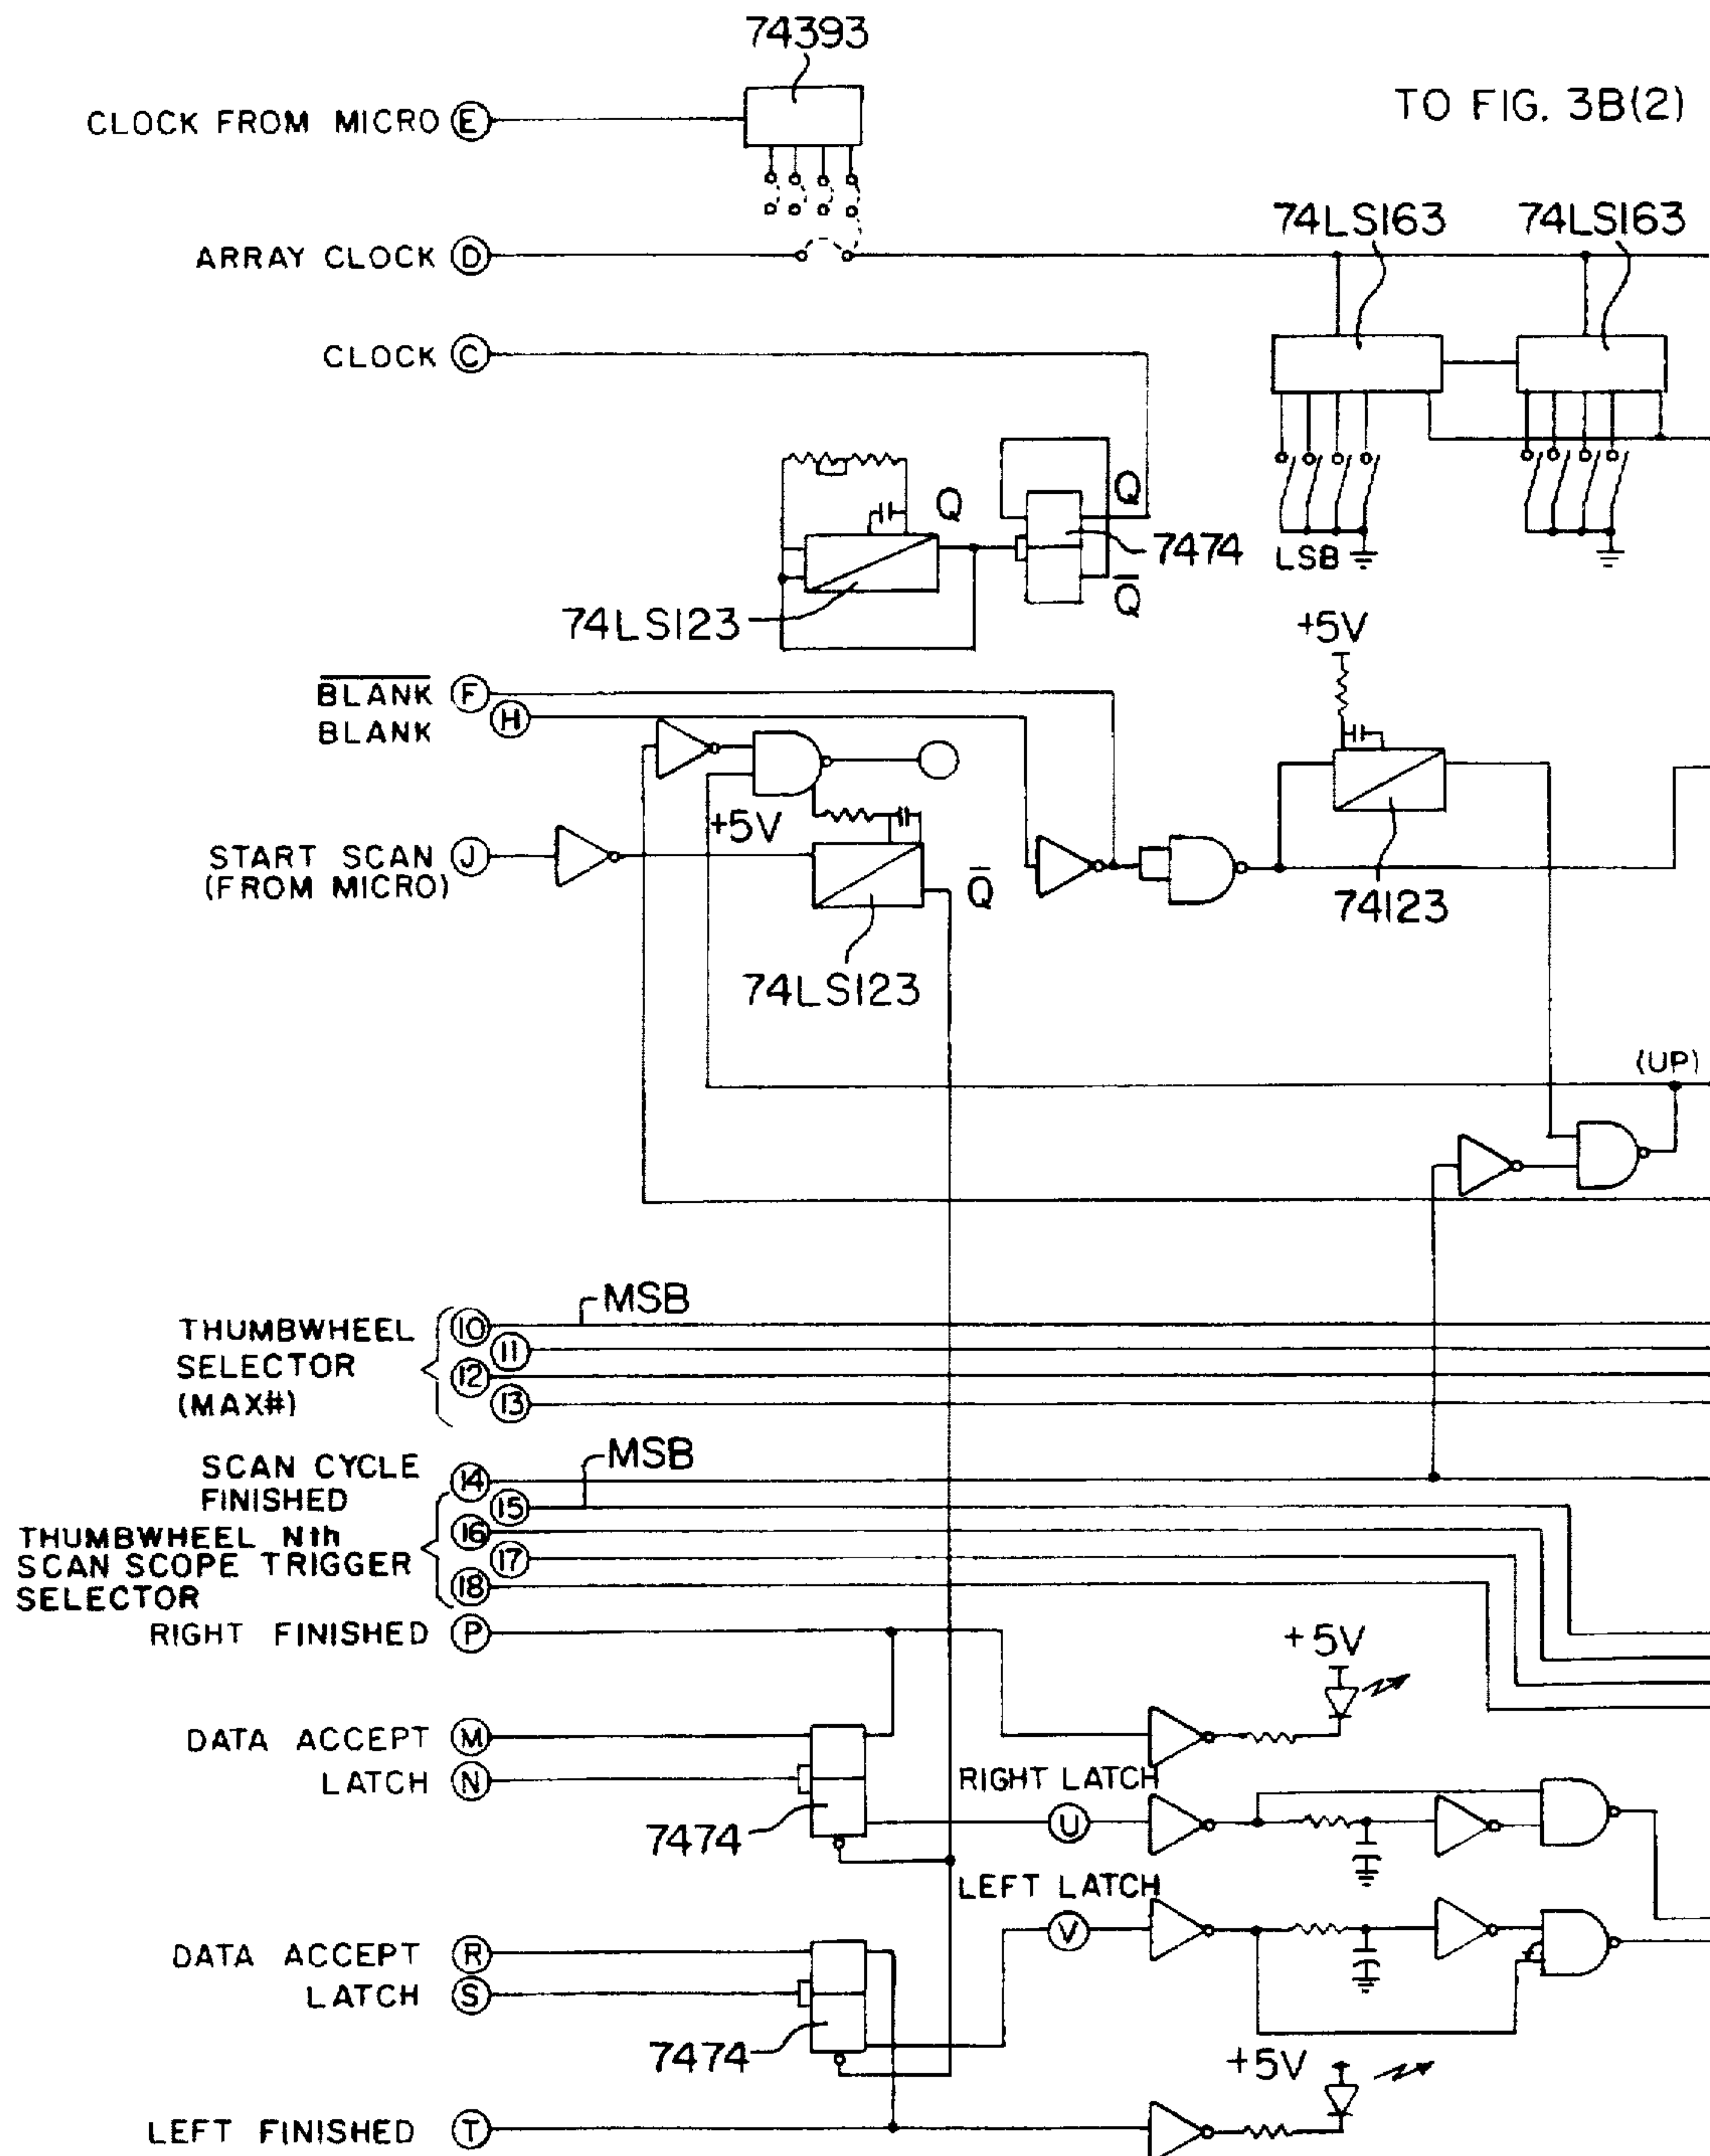 74393
CLOCK FROM MICRO E
TO FIG. 3B(2)
74LS163 74LS163
ARRAY CLOCK D
CLOCK C
Q Q
7474
LSB
Q̅
74LS123
+5V
B̅L̅A̅N̅K̅ F
BLANK H
+5V
START SCAN J
(FROM MICRO)
Q̅
74123
74LS123
(UP)
MSB
THUMBWHEEL 10
SELECTOR 11
12
(MAX#) 13
MSB
SCAN CYCLE 14
FINISHED 15
THUMBWHEEL Nth 16
SCAN SCOPE TRIGGER 17
SELECTOR 18
RIGHT FINISHED P
+5V
DATA ACCEPT M
LATCH N
RIGHT LATCH
U
7474
LEFT LATCH
V
DATA ACCEPT R
LATCH S
7474
+5V
LEFT FINISHED T